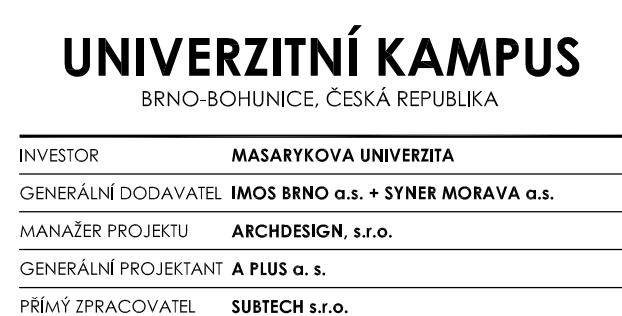 UNIVERZITNÍ KAMPUS
BRNO-BOHUNICE, ČESKÁ REPUBLIKA
INVESTOR MASARYKOVA UNIVERZITA
GENERÁLNÍ DODAVATEL IMOS BRNO a.s. + SYNER MORAVA a.s.
MANAŽER PROJEKTU ARCHDESIGN, s.r.o.
GENERÁLNÍ PROJEKTANT A PLUS a. s.
PŘÍMÝ ZPRACOVATEL SUBTECH s.r.o.